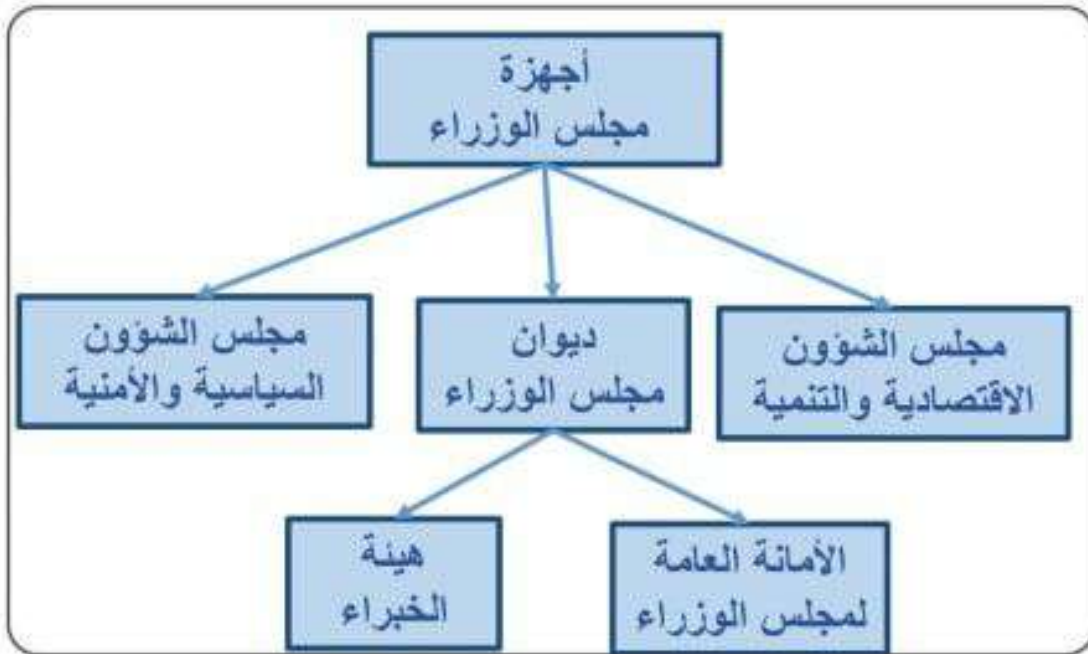 أجهزة
مجلس الوزراء
مجلس الشؤون
الاقتصادية والتنمية
ديوان
مجلس الوزراء
مجلس الشؤون
السياسية والأمنية
الأمانة العامة
لمجلس الوزراء
هيئة
الخبراء